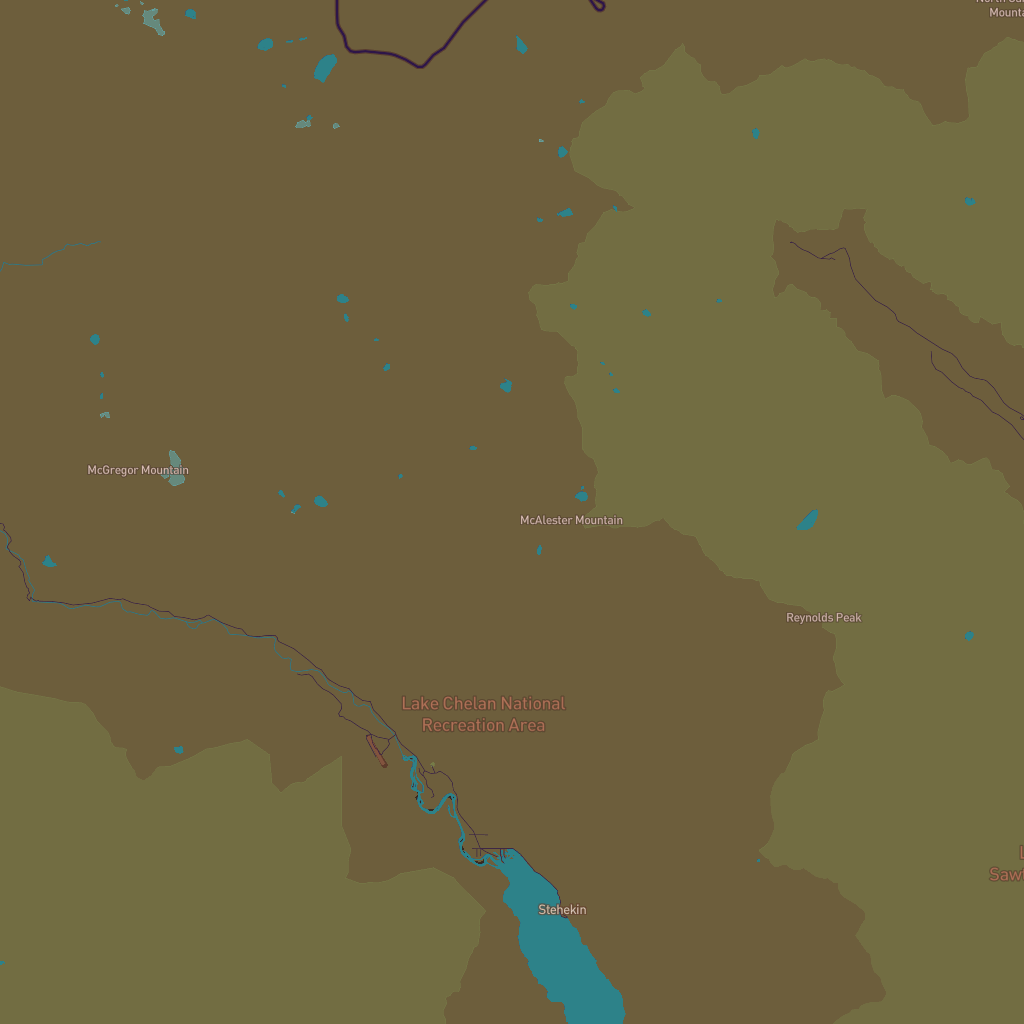 McGregor Mountain
McAlester Mountain
Reynolds Peak
Lake Chelan National
Recreation Area
Stehekin